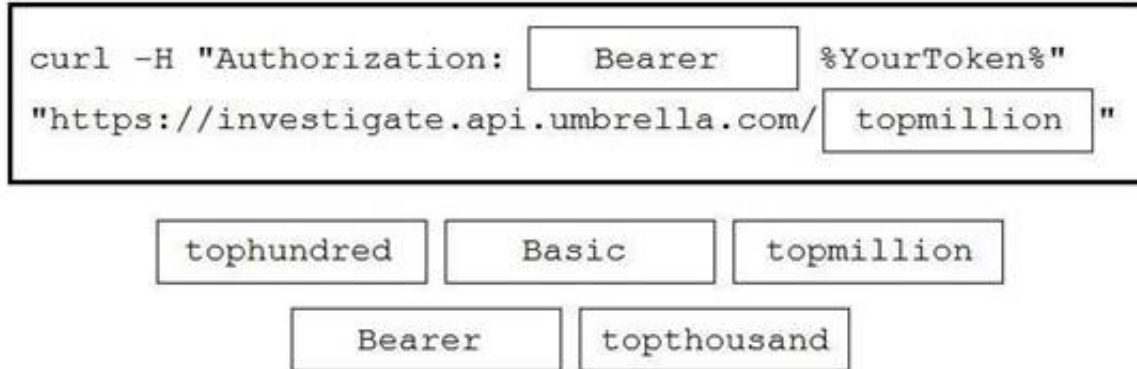 curl -H "Authorization: Bearer %YourToken%"
"https://investigate.api.umbrella.com/ topmillion "
tophundred Basic topmillion
Bearer topthousand